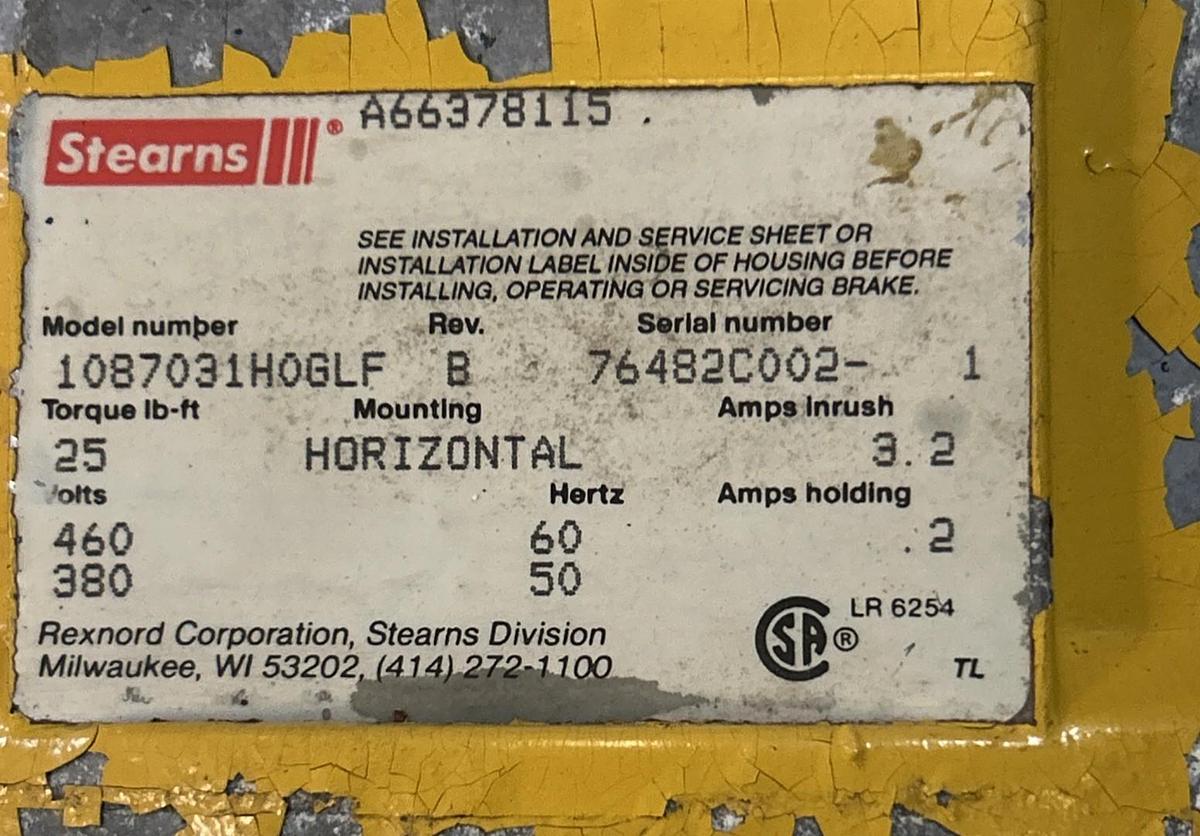 A66378115 .
Stearns®
SEE INSTALLATION AND SERVICE SHEET OR
INSTALLATION LABEL INSIDE OF HOUSING BEFORE
INSTALLING, OPERATING OR SERVICING BRAKE.
Model number Rev. Serial number
1087031H0GLF B 76482C002- 1
Torque lb-ft Mounting Amps inrush
25 HORIZONTAL 3.2
Volts Hertz Amps holding
460 60 .2
380 50
LR 6254
Rexnord Corporation, Stearns Division SA®
Milwaukee, WI 53202, (414) 272-1100 TL